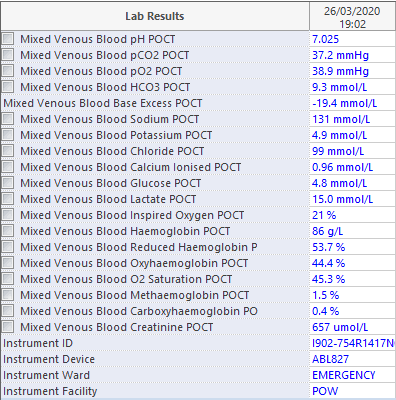 Lab Results 26/03/2020
19:02
Mixed Venous Blood pH POCT 7.025
Mixed Venous Blood pCO2 POCT 37.2 mmHg
Mixed Venous Blood pO2 POCT 38.9 mmHg
Mixed Venous Blood HCO3 POCT 9.3 mmol/L
Mixed Venous Blood Base Excess POCT -19.4 mmol/L
Mixed Venous Blood Sodium POCT 131 mmol/L
Mixed Venous Blood Potassium POCT 4.9 mmol/L
Mixed Venous Blood Chloride POCT 99 mmol/L
Mixed Venous Blood Calcium Ionised POCT 0.96 mmol/L
Mixed Venous Blood Glucose POCT 4.8 mmol/L
Mixed Venous Blood Lactate POCT 15.0 mmol/L
Mixed Venous Blood Inspired Oxygen POCT 21 %
Mixed Venous Blood Haemoglobin POCT 86 g/L
Mixed Venous Blood Reduced Haemoglobin P 53.7 %
Mixed Venous Blood Oxyhaemoglobin POCT 44.4 %
Mixed Venous Blood O2 Saturation POCT 45.3 %
Mixed Venous Blood Methaemoglobin POCT 1.5 %
Mixed Venous Blood Carboxyhaemoglobin PO 0.4 %
Mixed Venous Blood Creatinine POCT 657 umol/L
Instrument ID I902-754R1417N
Instrument Device ABL827
Instrument Ward EMERGENCY
Instrument Facility POW